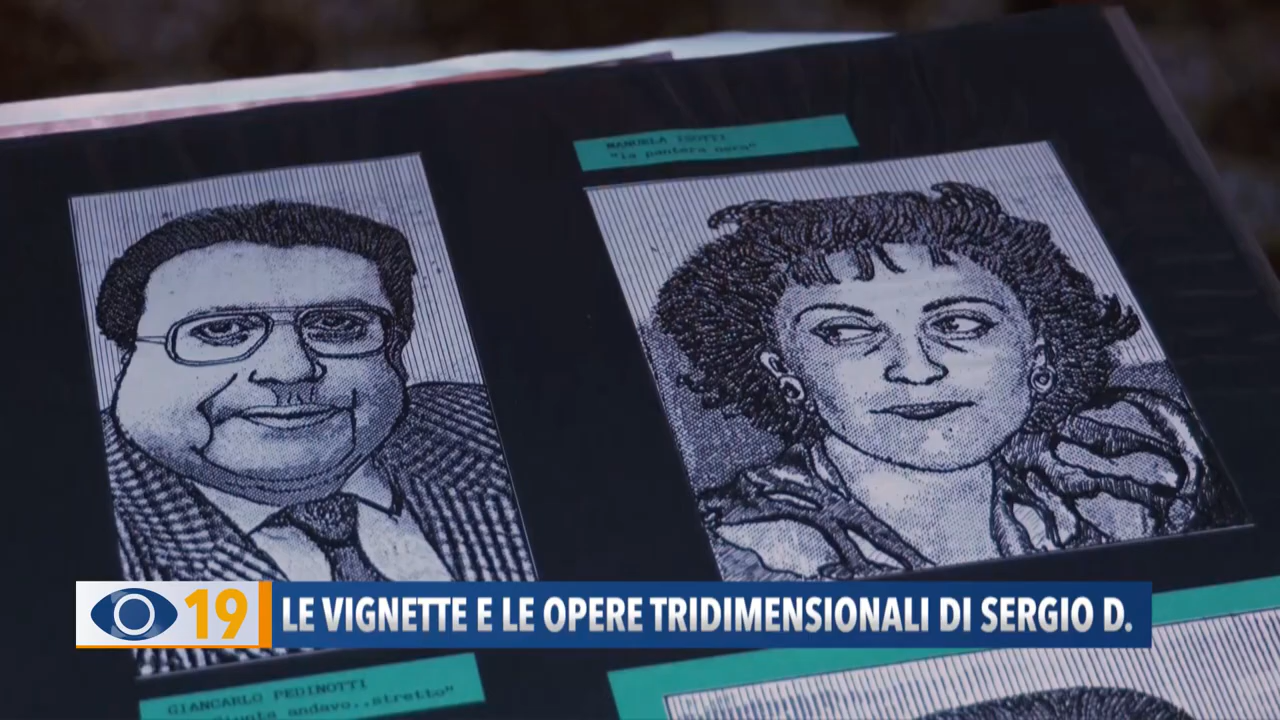 MANUELA ISOTTI
"la pantera nera"
19
LE VIGNETTE E LE OPERE TRIDIMENSIONALI DI SERGIO D.
GIANCARLO PEDINOTTI
andavo..stretto"